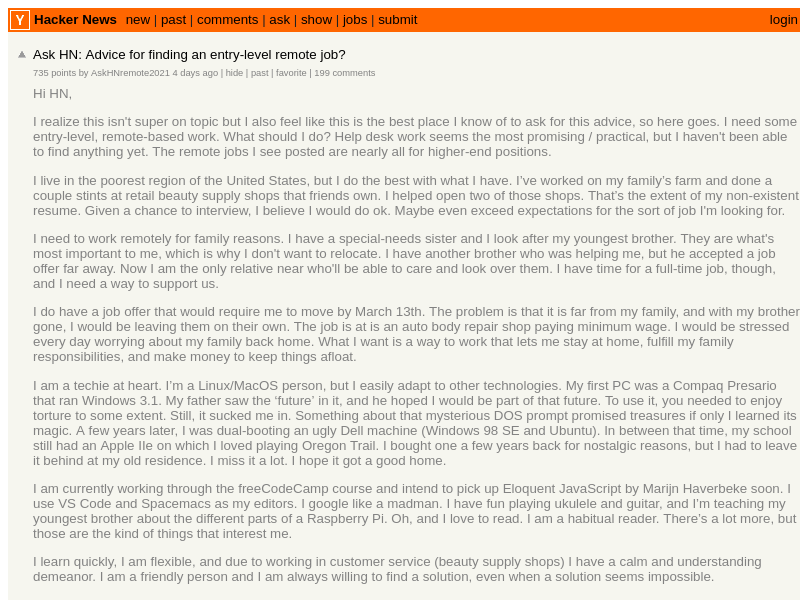 Y Hacker News new | past | comments | ask | show | jobs | submit login
Ask HN: Advice for finding an entry-level remote job?
735 points by AskHNremote2021 4 days ago | hide | past | favorite | 199 comments
Hi HN,
I realize this isn't super on topic but I also feel like this is the best place I know of to ask for this advice, so here goes. I need some
entry-level, remote-based work. What should I do? Help desk work seems the most promising / practical, but I haven't been able
to find anything yet. The remote jobs I see posted are nearly all for higher-end positions.
I live in the poorest region of the United States, but I do the best with what I have. I’ve worked on my family’s farm and done a
couple stints at retail beauty supply shops that friends own. I helped open two of those shops. That’s the extent of my non-existent
resume. Given a chance to interview, I believe I would do ok. Maybe even exceed expectations for the sort of job I'm looking for.
I need to work remotely for family reasons. I have a special-needs sister and I look after my youngest brother. They are what's
most important to me, which is why I don't want to relocate. I have another brother who was helping me, but he accepted a job
offer far away. Now I am the only relative near who'll be able to care and look over them. I have time for a full-time job, though,
and I need a way to support us.
I do have a job offer that would require me to move by March 13th. The problem is that it is far from my family, and with my brother
gone, I would be leaving them on their own. The job is at is an auto body repair shop paying minimum wage. I would be stressed
every day worrying about my family back home. What I want is a way to work that lets me stay at home, fulfill my family
responsibilities, and make money to keep things afloat.
I am a techie at heart. I’m a Linux/MacOS person, but I easily adapt to other technologies. My first PC was a Compaq Presario
that ran Windows 3.1. My father saw the ‘future’ in it, and he hoped I would be part of that future. To use it, you needed to enjoy
torture to some extent. Still, it sucked me in. Something about that mysterious DOS prompt promised treasures if only I learned its
magic. A few years later, I was dual-booting an ugly Dell machine (Windows 98 SE and Ubuntu). In between that time, my school
still had an Apple IIe on which I loved playing Oregon Trail. I bought one a few years back for nostalgic reasons, but I had to leave
it behind at my old residence. I miss it a lot. I hope it got a good home.
I am currently working through the freeCodeCamp course and intend to pick up Eloquent JavaScript by Marijn Haverbeke soon. I
use VS Code and Spacemacs as my editors. I google like a madman. I have fun playing ukulele and guitar, and I’m teaching my
youngest brother about the different parts of a Raspberry Pi. Oh, and I love to read. I am a habitual reader. There’s a lot more, but
those are the kind of things that interest me.
I learn quickly, I am flexible, and due to working in customer service (beauty supply shops) I have a calm and understanding
demeanor. I am a friendly person and I am always willing to find a solution, even when a solution seems impossible.